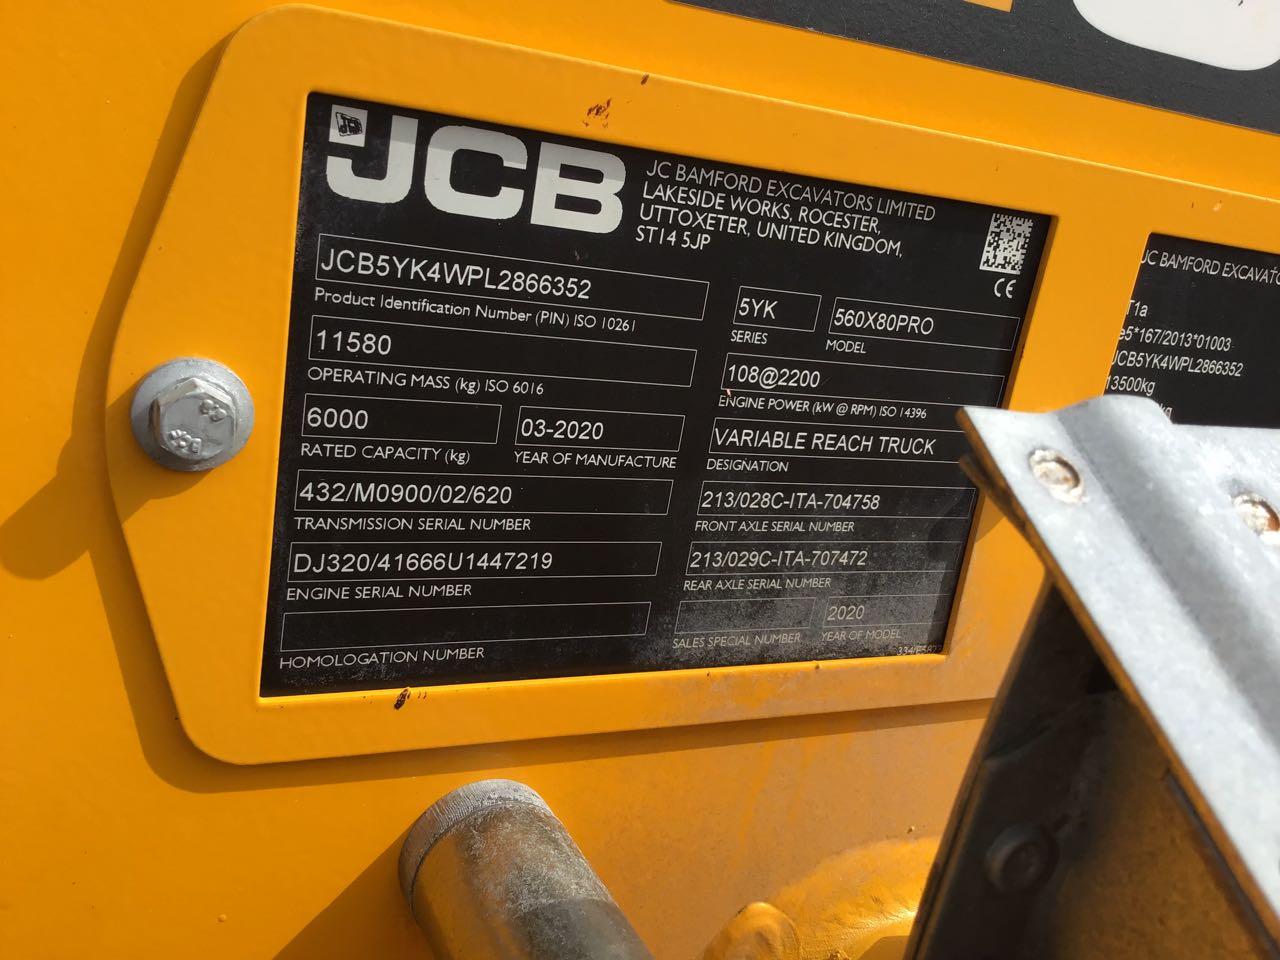 JCB
JC BAMFORD EXCAVATORS LIMITED
LAKESIDE WORKS, ROCESTER,
UTTOXETER, UNITED KINGDOM,
ST14 5JP
CE
JCB5YK4WPL2866352
Product Identification Number (PIN) ISO 10261
5YK
SERIES
560X80PRO
MODEL
11580
OPERATING MASS (kg) ISO 6016
108@2200
ENGINE POWER (kW @ RPM) ISO 14396
6000
RATED CAPACITY (kg)
03-2020
YEAR OF MANUFACTURE
VARIABLE REACH TRUCK
DESIGNATION
432/M0900/02/620
TRANSMISSION SERIAL NUMBER
213/028C-ITA-704758
FRONT AXLE SERIAL NUMBER
DJ320/41666U1447219
ENGINE SERIAL NUMBER
213/029C-ITA-707472
REAR AXLE SERIAL NUMBER
HOMOLOGATION NUMBER
SALES SPECIAL NUMBER
2020
YEAR OF MODEL
JC BAMFORD
T1a
e5*167/2013*01003
JCB5YK4WPL2866352
13500kg
kg
8.8